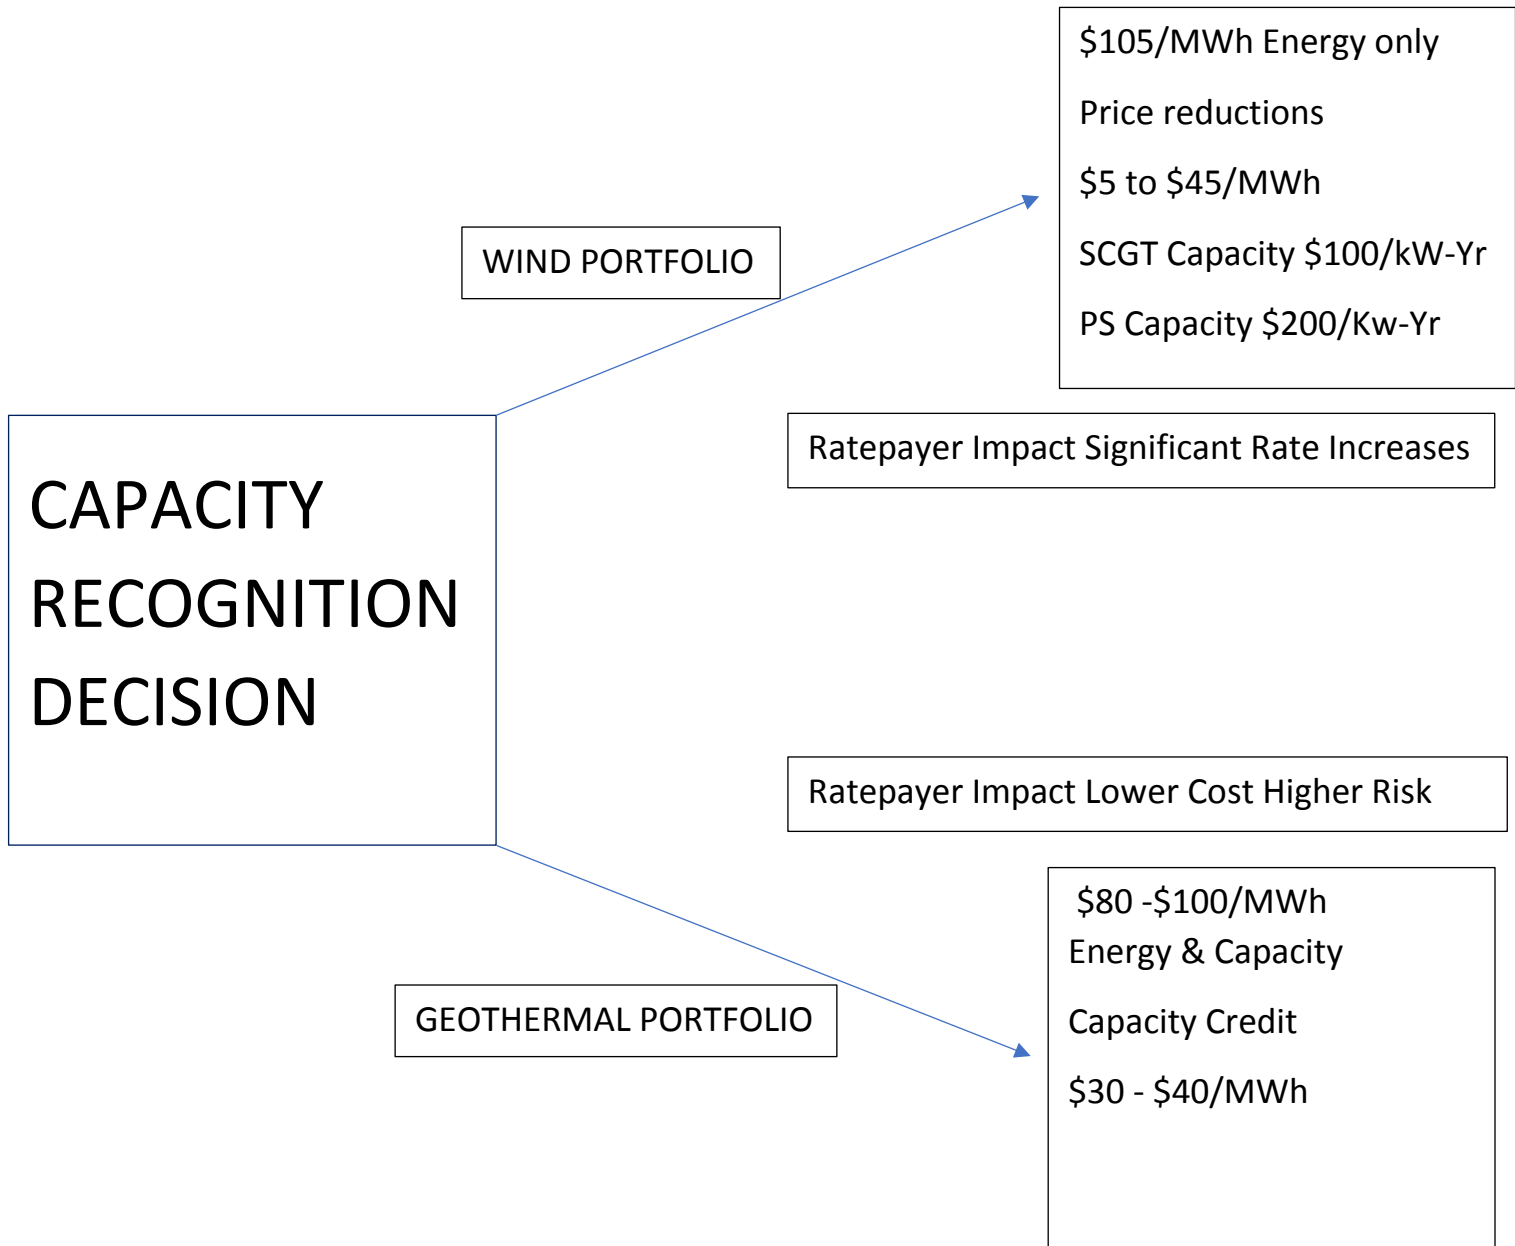 $105/MWh Energy only
Price reductions
$5 to $45/MWh
SCGT Capacity $100/kW-Yr
PS Capacity $200/Kw-Yr
WIND PORTFOLIO
Ratepayer Impact Significant Rate Increases
CAPACITY
RECOGNITION
DECISION
Ratepayer Impact Lower Cost Higher Risk
GEOTHERMAL PORTFOLIO
$80 -$100/MWh
Energy & Capacity
Capacity Credit
$30 - $40/MWh